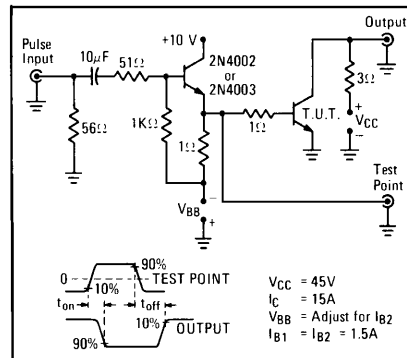 Pulse
Input
10µF
51Ω
56Ω
1KΩ
+10 V
2N4002
or
2N4003
1Ω
1Ω
VBB
−
+
T.U.T.
Output
3Ω
+
VCC
−
Test
Point
0
90%
TEST POINT
10%
ton
toff
10%
OUTPUT
90%
VCC = 45V
IC = 15A
VBB = Adjust for IB2
IB1 = IB2 = 1.5A